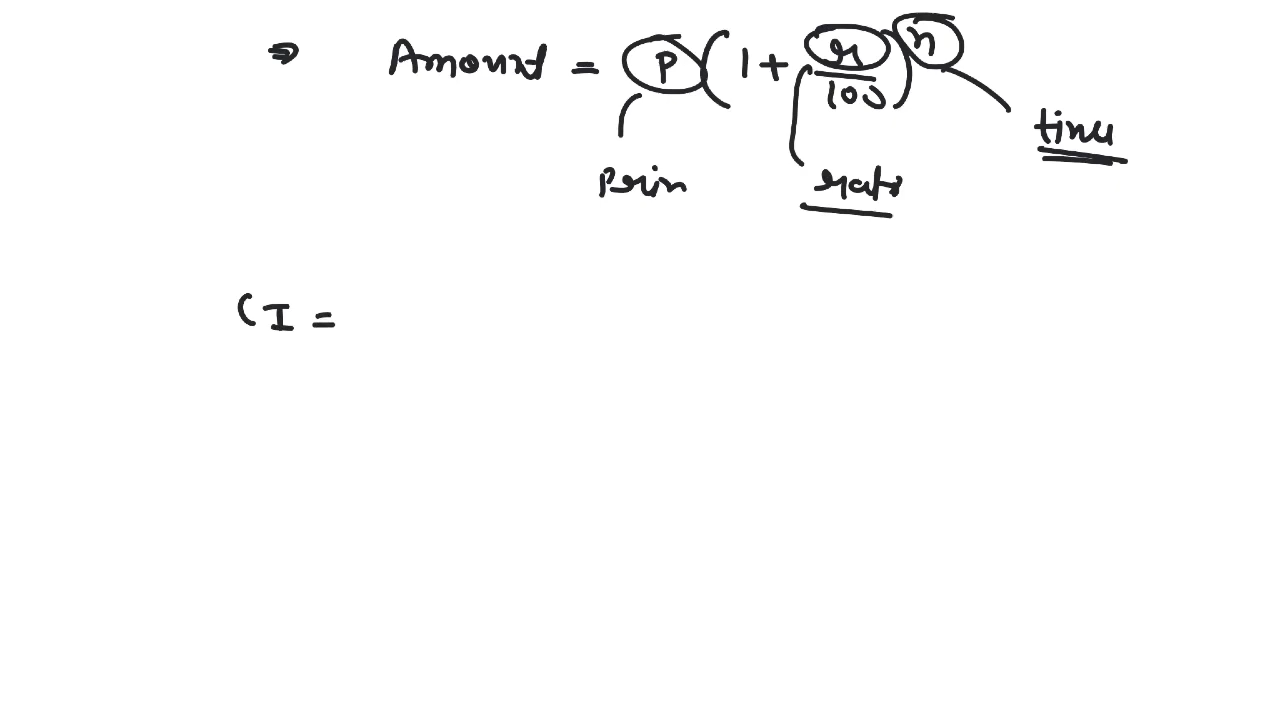 ⇒ Amount = P(1 + r/100)^n
time
Prin rate
CI =